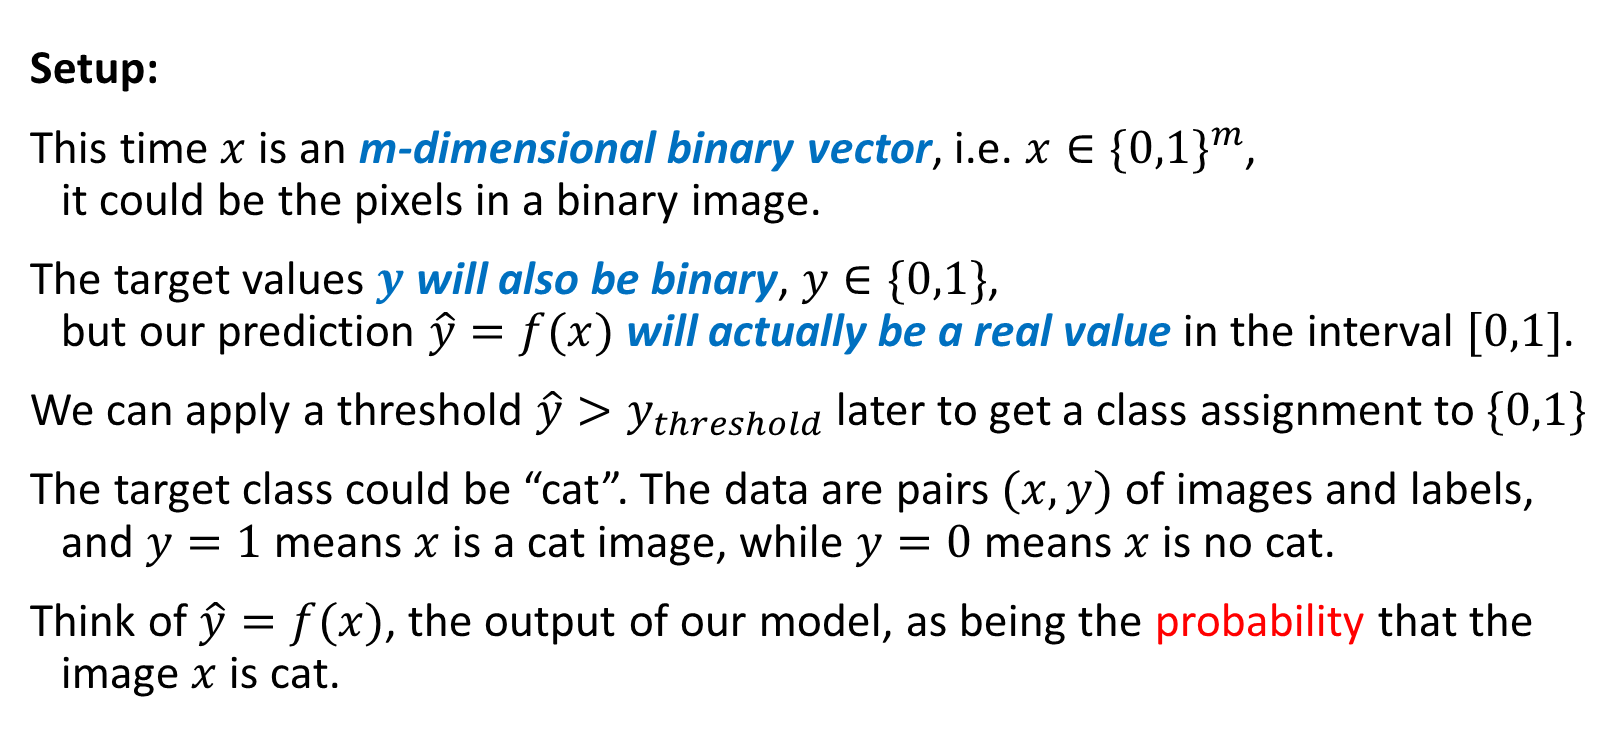 Setup:
This time x is an m-dimensional binary vector, i.e. x ∈ {0,1}^m,
it could be the pixels in a binary image.
The target values y will also be binary, y ∈ {0,1},
but our prediction ŷ = f(x) will actually be a real value in the interval [0,1].
We can apply a threshold ŷ > y_threshold later to get a class assignment to {0,1}
The target class could be “cat”. The data are pairs (x, y) of images and labels,
and y = 1 means x is a cat image, while y = 0 means x is no cat.
Think of ŷ = f(x), the output of our model, as being the probability that the
image x is cat.